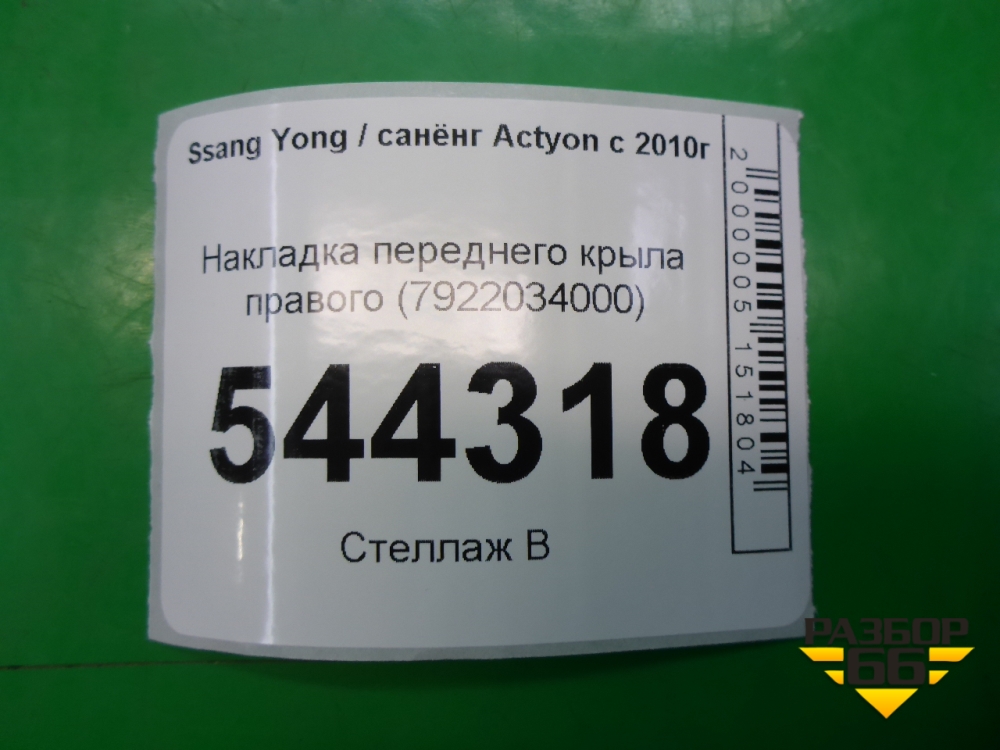 Ssang Yong / санёнг Actyon с 2010г
Накладка переднего крыла
правого (7922034000)
544318
Стеллаж В
2000005151804
РАЗБОР
66